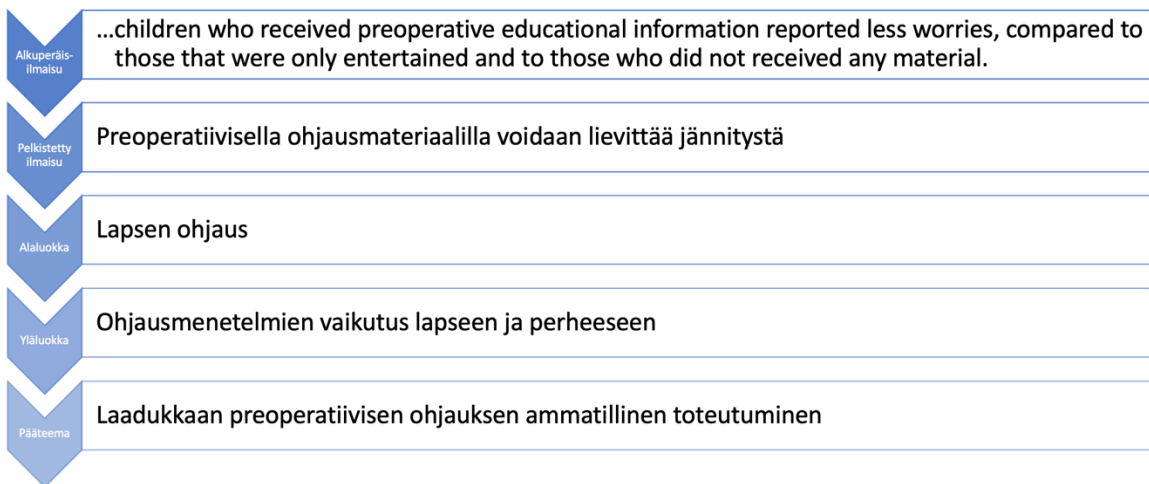 Alkuperäis-
ilmaisu
...children who received preoperative educational information reported less worries, compared to
those that were only entertained and to those who did not received any material.
Pelkistetty
ilmaisu
Preoperatiivisella ohjausmateriaalilla voidaan lievittää jännitystä
Alaluokka
Lapsen ohjaus
Yläluokka
Ohjausmenetelmien vaikutus lapseen ja perheeseen
Pääteema
Laadukkaan preoperatiivisen ohjauksen ammatillinen toteutuminen